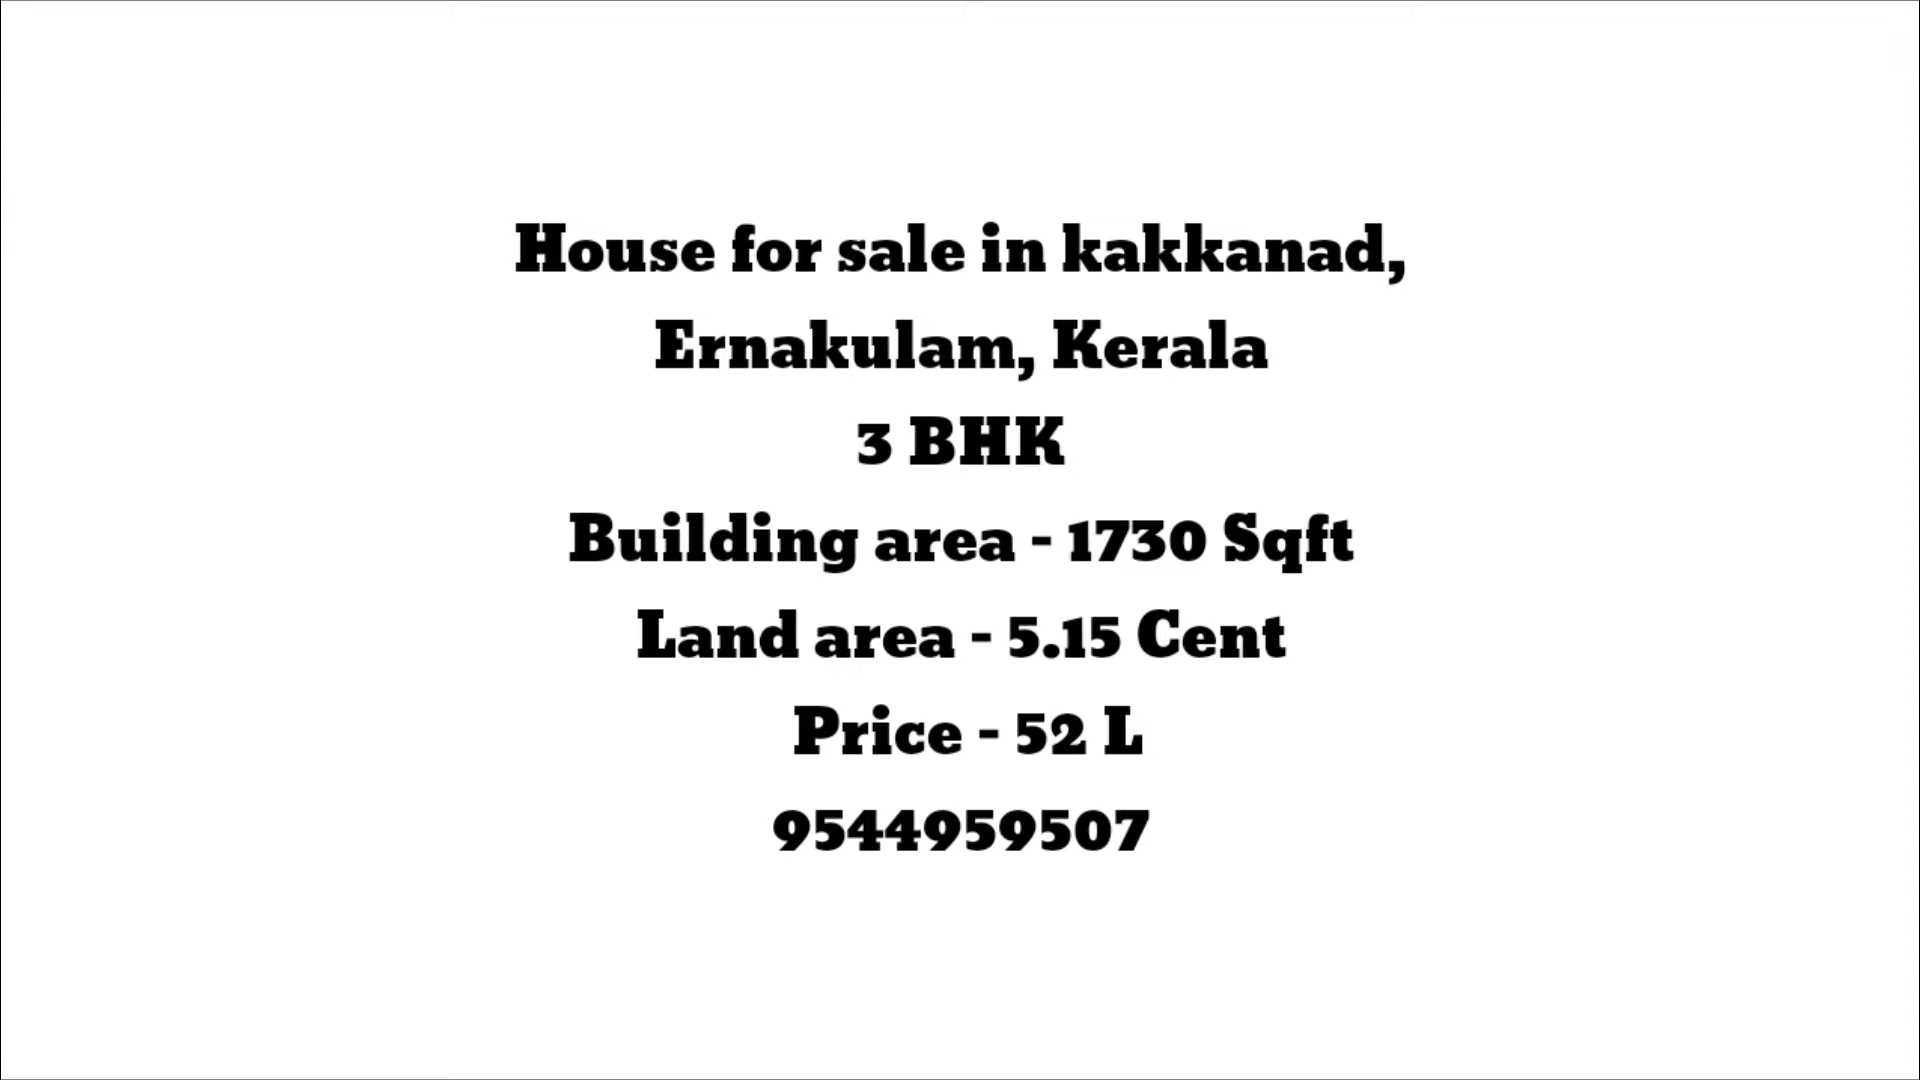 House for sale in kakkanad,
Ernakulam, Kerala
3 BHK
Building area - 1730 Sqft
Land area - 5.15 Cent
Price - 52 L
9544959507